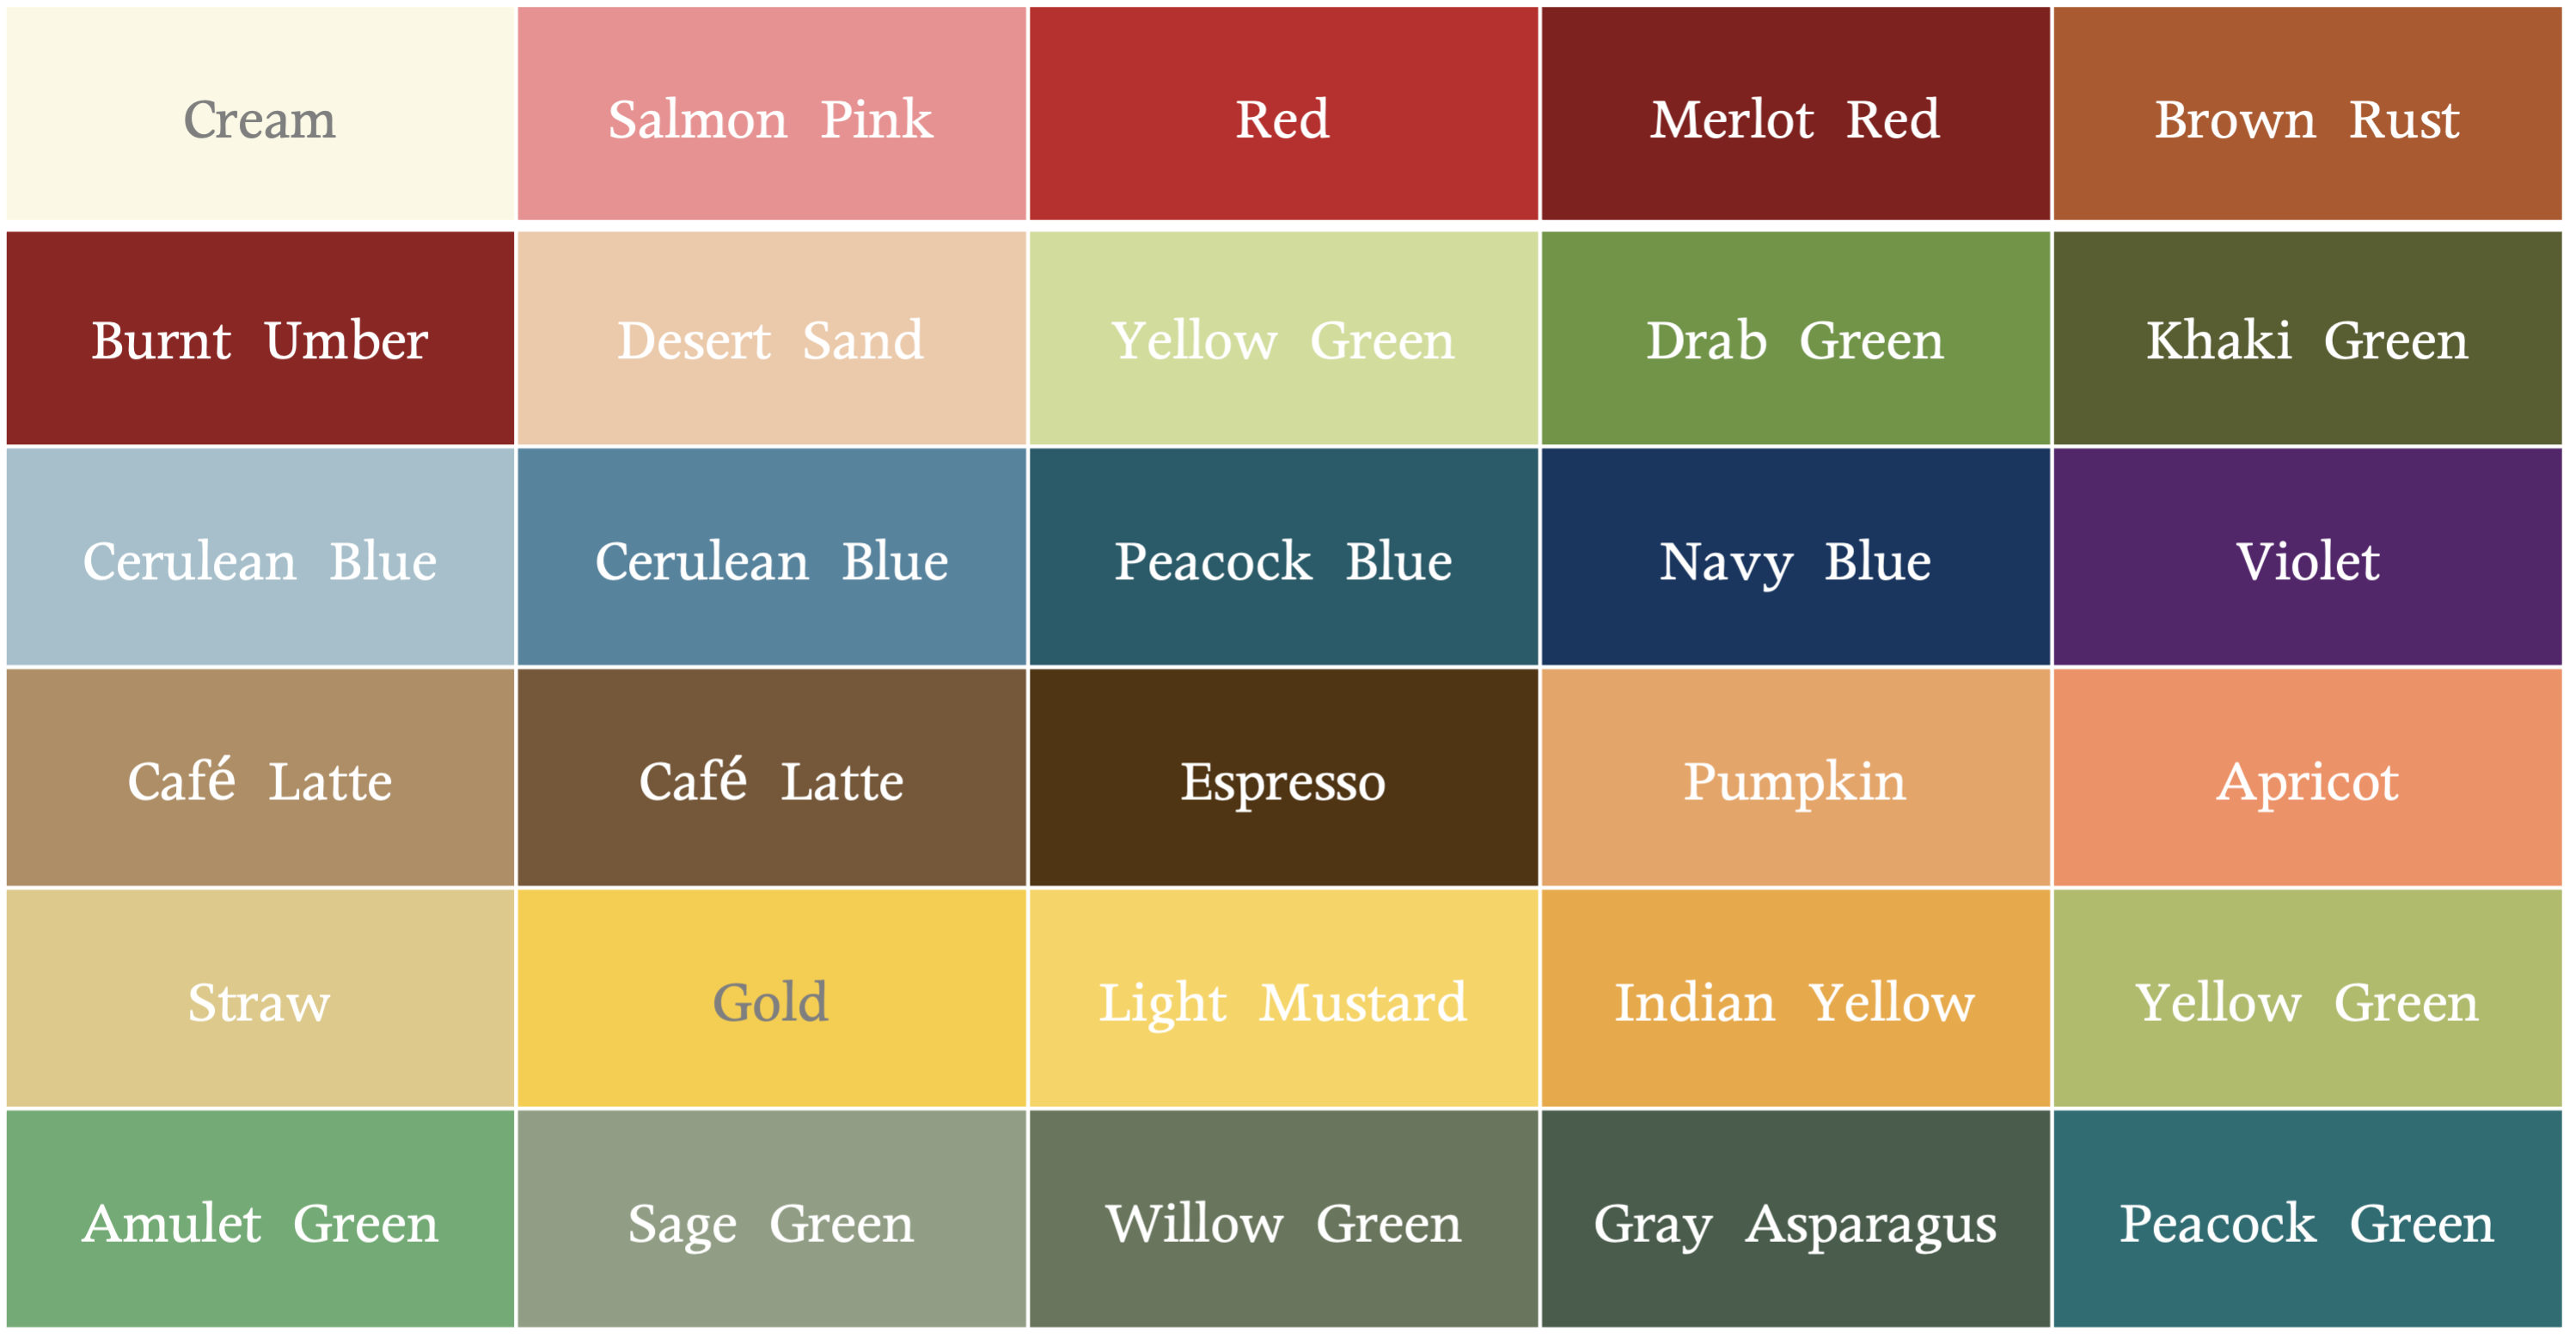 Cream
Salmon Pink
Red
Merlot Red
Brown Rust
Burnt Umber
Desert Sand
Yellow Green
Drab Green
Khaki Green
Cerulean Blue
Cerulean Blue
Peacock Blue
Navy Blue
Violet
Café Latte
Café Latte
Espresso
Pumpkin
Apricot
Straw
Gold
Light Mustard
Indian Yellow
Yellow Green
Amulet Green
Sage Green
Willow Green
Gray Asparagus
Peacock Green